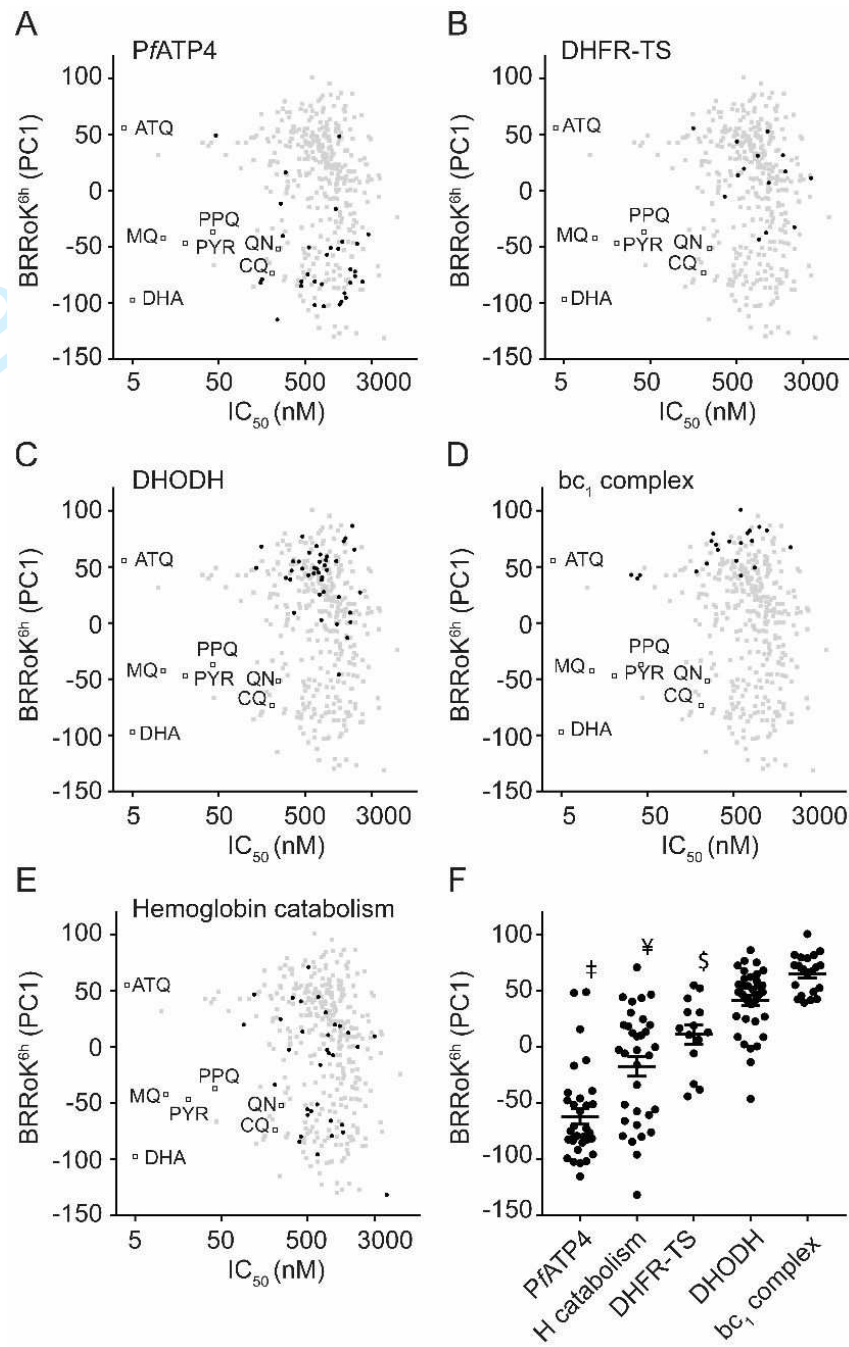 A
PfATP4
BRRoK6h (PC1)
100
50
0
-50
-100
-150
ATQ
PPQ
MQ
PYR
QN
CQ
DHA
5
50
500
3000
IC50 (nM)
B
DHFR-TS
BRRoK6h (PC1)
100
50
0
-50
-100
-150
ATQ
PPQ
MQ
PYR
QN
CQ
DHA
5
50
500
3000
IC50 (nM)
C
DHODH
BRRoK6h (PC1)
100
50
0
-50
-100
-150
ATQ
PPQ
MQ
PYR
QN
CQ
DHA
5
50
500
3000
IC50 (nM)
D
bc1 complex
BRRoK6h (PC1)
100
50
0
-50
-100
-150
ATQ
PPQ
MQ
PYR
QN
CQ
DHA
5
50
500
3000
IC50 (nM)
E
Hemoglobin catabolism
BRRoK6h (PC1)
100
50
0
-50
-100
-150
ATQ
PPQ
MQ
PYR
QN
CQ
DHA
5
50
500
3000
IC50 (nM)
F
BRRoK6h (PC1)
100
50
0
-50
-100
-150
‡
¥
$
PfATP4
H catabolism
DHFR-TS
DHODH
bc1 complex